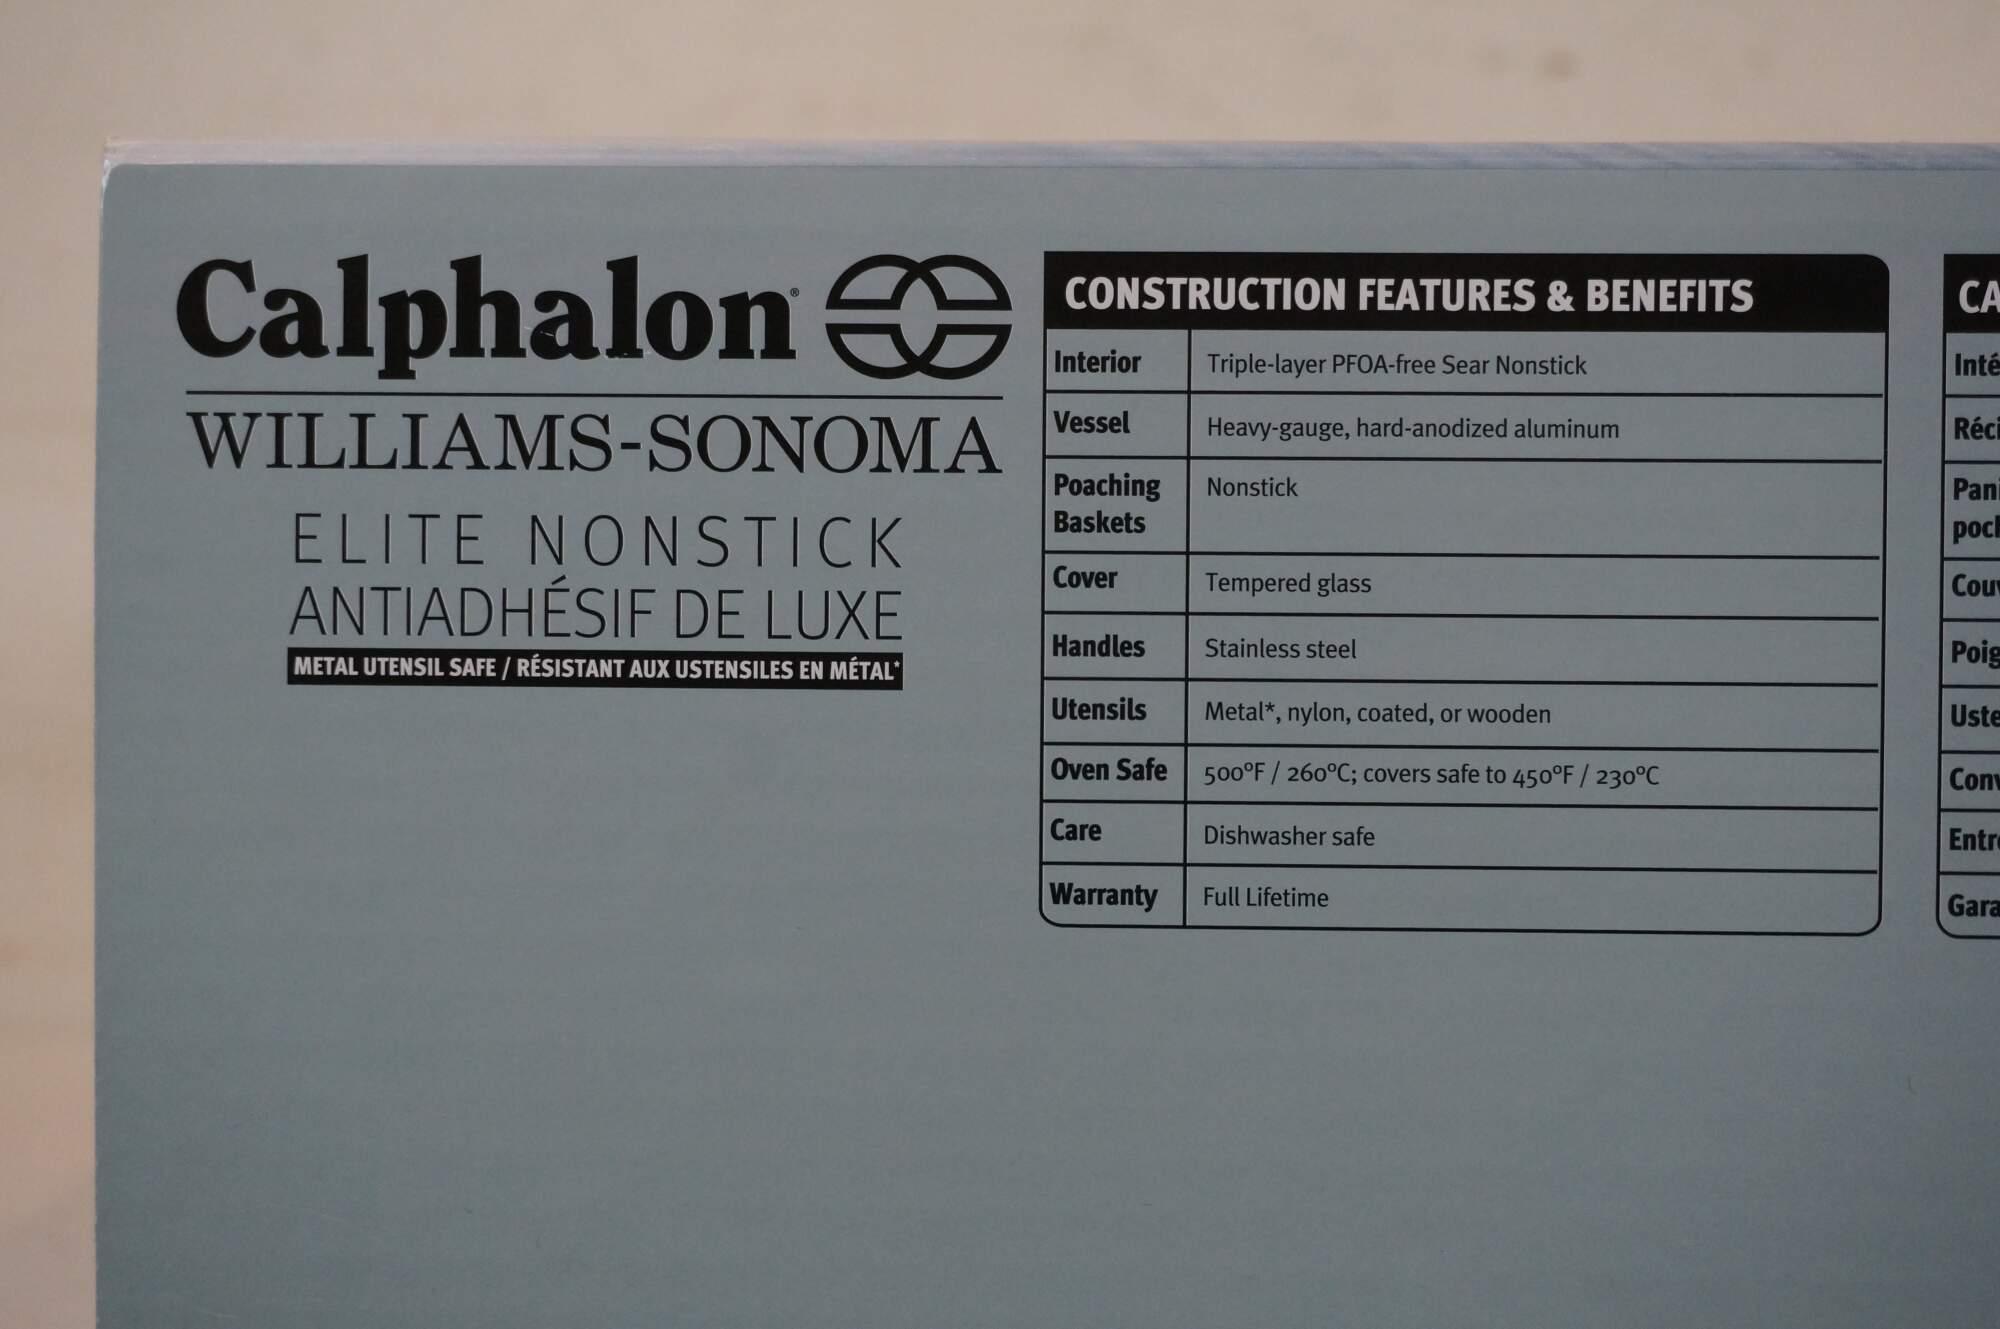 Calphalon®
WILLIAMS-SONOMA
ELITE NONSTICK
ANTIADHÉSIF DE LUXE
METAL UTENSIL SAFE / RÉSISTANT AUX USTENSILES EN MÉTAL*
CONSTRUCTION FEATURES & BENEFITS
Interior Triple-layer PFOA-free Sear Nonstick
Vessel Heavy-gauge, hard-anodized aluminum
Poaching Baskets Nonstick
Cover Tempered glass
Handles Stainless steel
Utensils Metal*, nylon, coated, or wooden
Oven Safe 500°F / 260°C; covers safe to 450°F / 230°C
Care Dishwasher safe
Warranty Full Lifetime